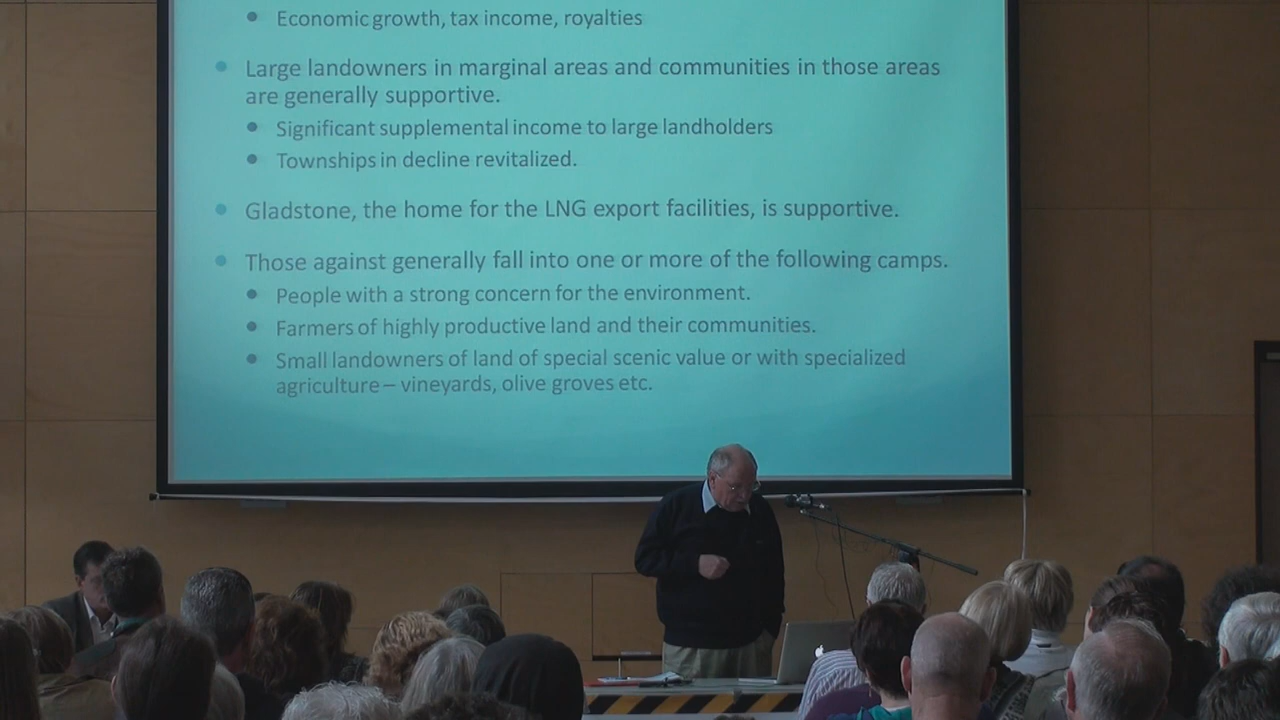 Economic growth, tax income, royalties
Large landowners in marginal areas and communities in those areas
are generally supportive.
Significant supplemental income to large landholders
Townships in decline revitalized.
Gladstone, the home for the LNG export facilities, is supportive.
Those against generally fall into one or more of the following camps.
People with a strong concern for the environment.
Farmers of highly productive land and their communities.
Small landowners of land of special scenic value or with specialized
agriculture – vineyards, olive groves etc.